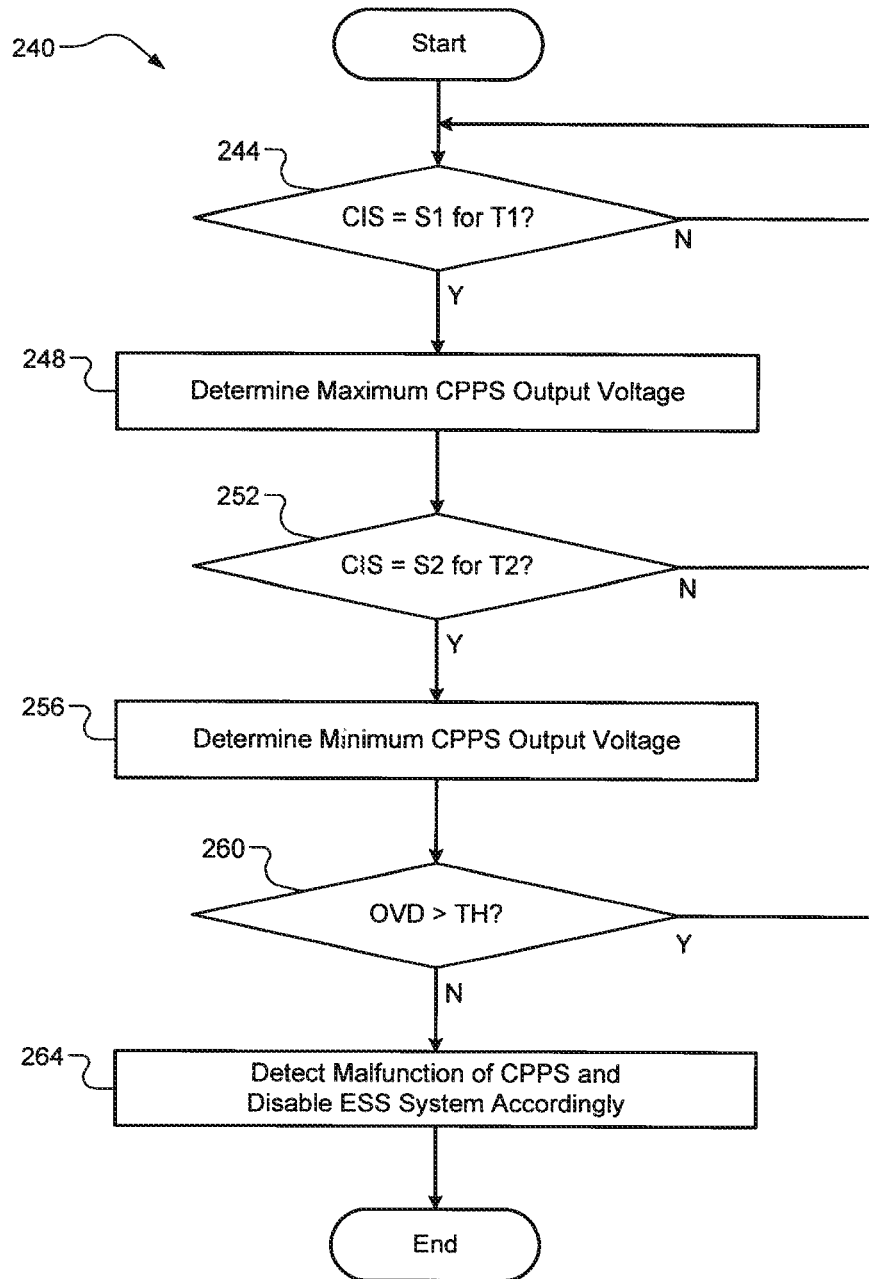 240
Start
244
CIS = S1 for T1?
N
Y
248
Determine Maximum CPPS Output Voltage
252
CIS = S2 for T2?
N
Y
256
Determine Minimum CPPS Output Voltage
260
OVD > TH?
Y
N
264
Detect Malfunction of CPPS and
Disable ESS System Accordingly
End